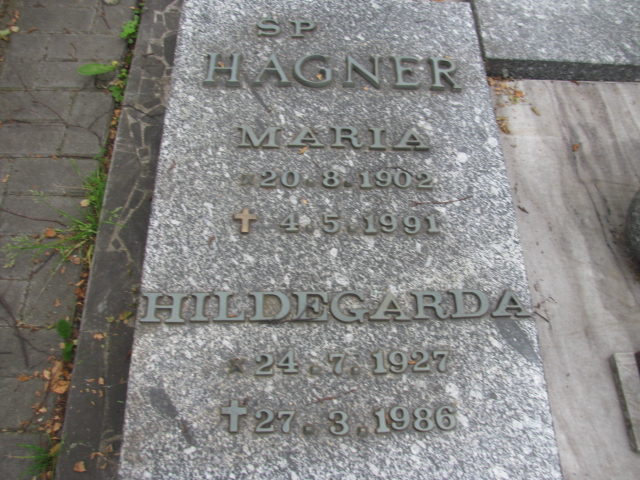 SP
HAGNER
MARIA
* 20.8.1902
✝ 4.5.1991
HILDEGARDA
* 24.7.1927
✝ 27.3.1986